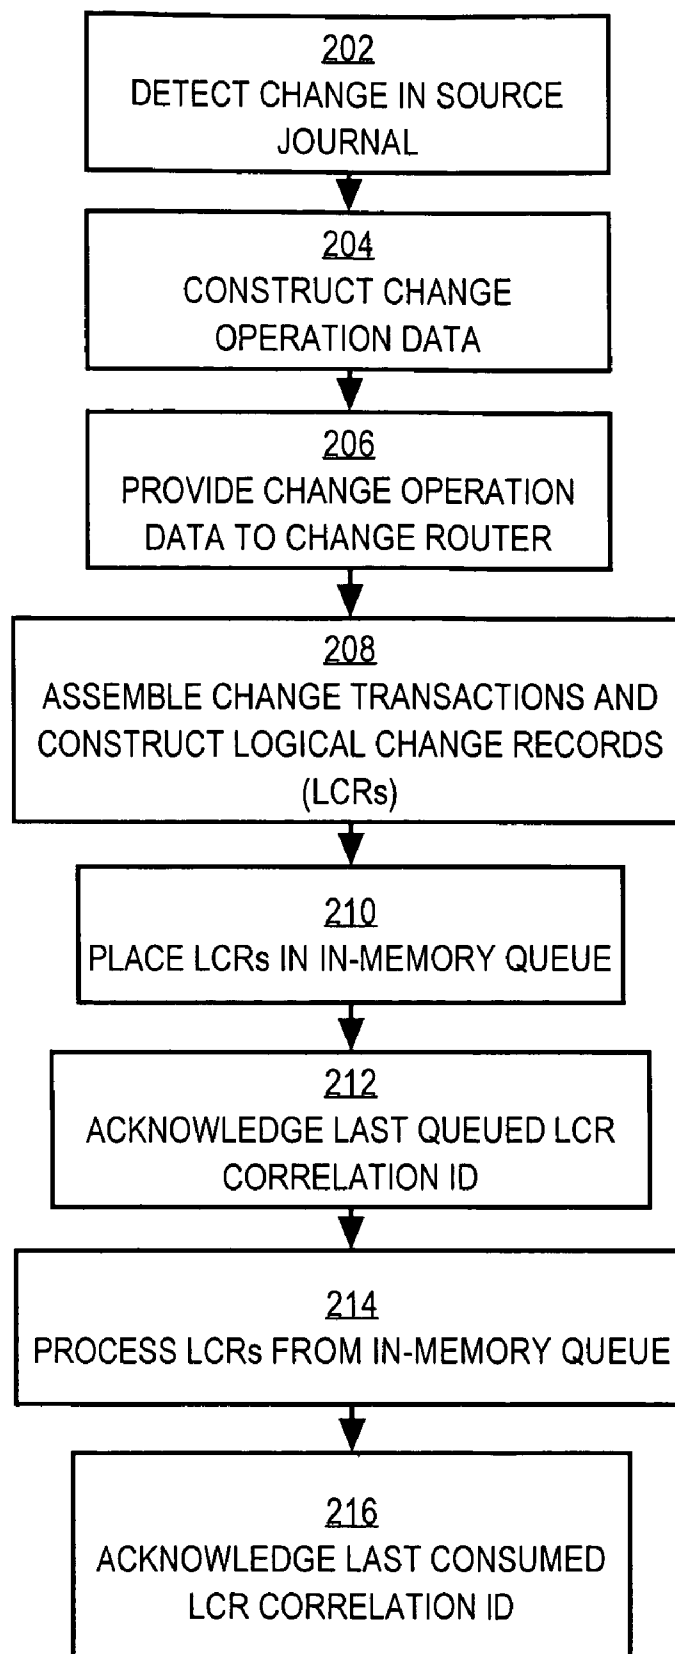 202
DETECT CHANGE IN SOURCE
JOURNAL
204
CONSTRUCT CHANGE
OPERATION DATA
206
PROVIDE CHANGE OPERATION
DATA TO CHANGE ROUTER
208
ASSEMBLE CHANGE TRANSACTIONS AND
CONSTRUCT LOGICAL CHANGE RECORDS
(LCRs)
210
PLACE LCRs IN IN-MEMORY QUEUE
212
ACKNOWLEDGE LAST QUEUED LCR
CORRELATION ID
214
PROCESS LCRs FROM IN-MEMORY QUEUE
216
ACKNOWLEDGE LAST CONSUMED
LCR CORRELATION ID